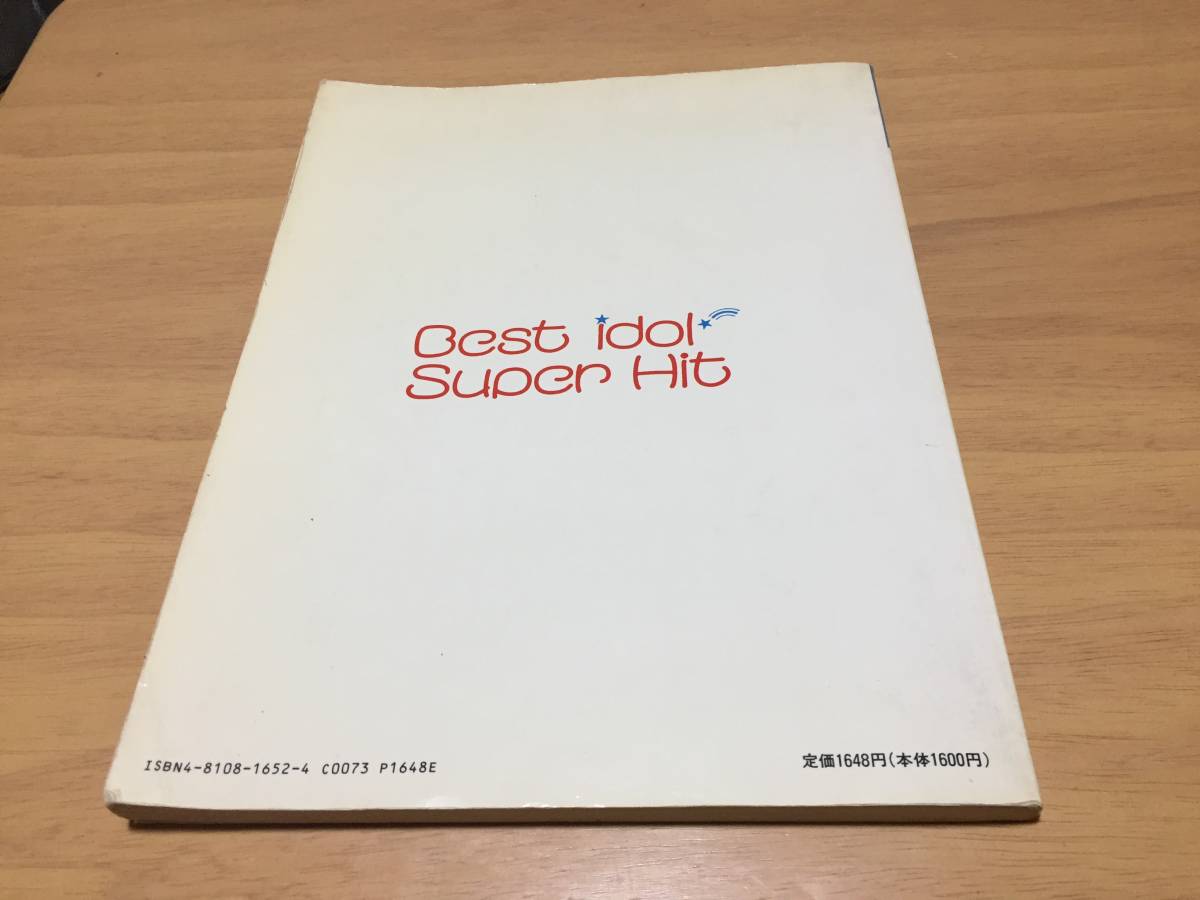 Best idol
Super Hit
ISBN4-8108-1652-4 C0073 P1648E
定価1648円(本体1600円)